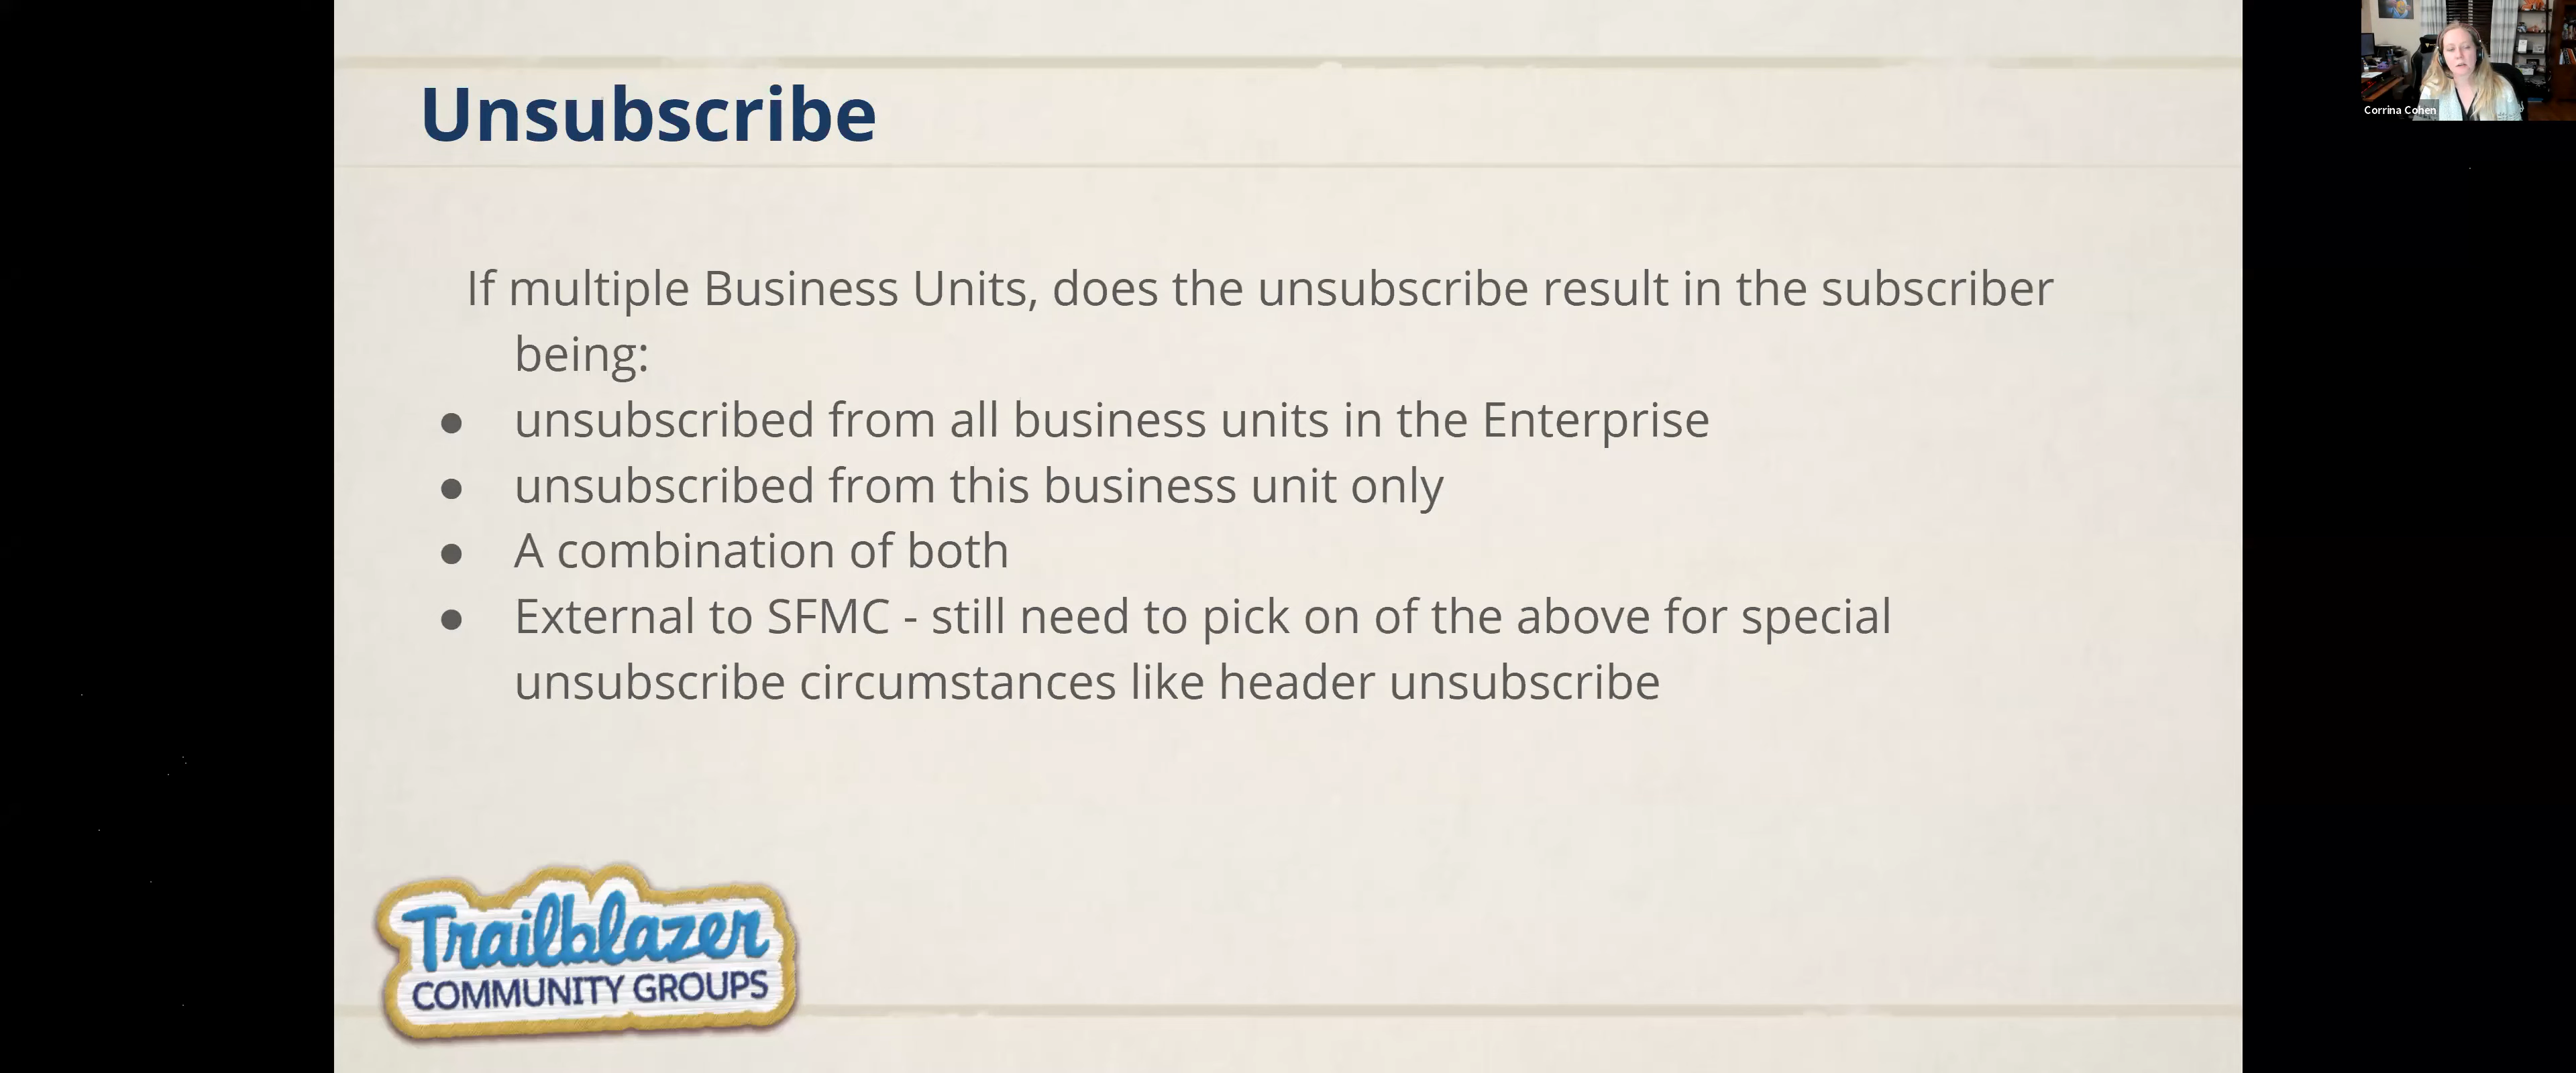 Unsubscribe
Corrina Cohen
If multiple Business Units, does the unsubscribe result in the subscriber
being:
● unsubscribed from all business units in the Enterprise
● unsubscribed from this business unit only
● A combination of both
● External to SFMC - still need to pick on of the above for special
unsubscribe circumstances like header unsubscribe
Trailblazer
COMMUNITY GROUPS